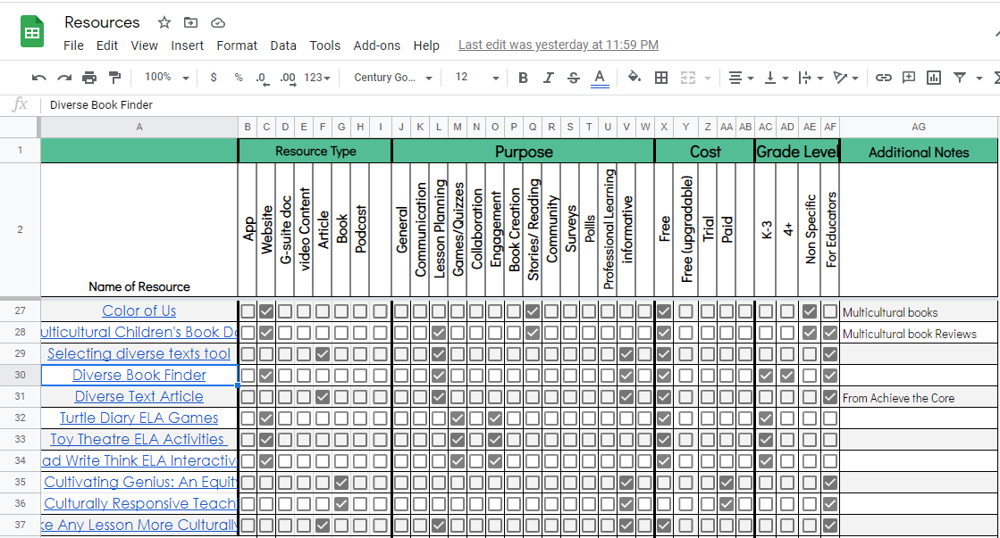 Resources
File Edit View Insert Format Data Tools Add-ons Help Last edit was yesterday at 11:59 PM
100% $ % .0 .00 123 Century Go... 12 B I S A
fx Diverse Book Finder
A B C D E F G H I J K L M N O P Q R S T U V W X Y Z AA AB AC AD AE AF AG
1 Resource Type Purpose Cost Grade Level Additional Notes
2 Name of Resource App Website G-suite doc video Content Article Book Podcast General Communication Lesson Planning Games/Quizzes Collaboration Engagement Book Creation Stories/ Reading Community Surveys Pollls Professional Learning informative Free Free (upgradable) Trial Paid K-3 4+ Non Specific For Educators
27 Color of Us Multicultural books
28 ulticultural Children's Book Da Multicultural book Reviews
29 Selecting diverse texts tool
30 Diverse Book Finder
31 Diverse Text Article From Achieve the Core
32 Turtle Diary ELA Games
33 Toy Theatre ELA Activities
34 ad Write Think ELA Interactiv
35 Cultivating Genius: An Equit
36 Culturally Responsive Teach
37 ke Any Lesson More Culturally